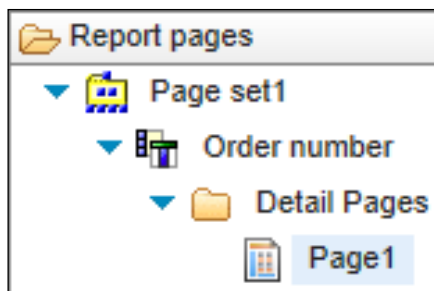 Report pages
Page set1
Order number
Detail Pages
Page1